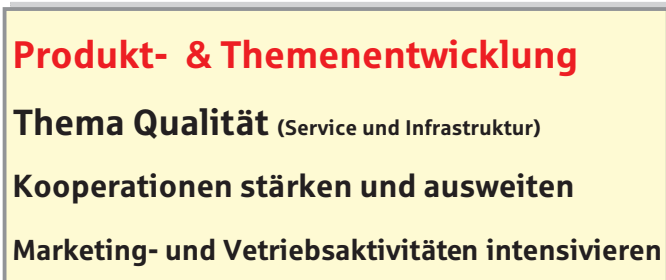 Produkt- & Themenentwicklung
Thema Qualität (Service und Infrastruktur)
Kooperationen stärken und ausweiten
Marketing- und Vetriebsaktivitäten intensivieren